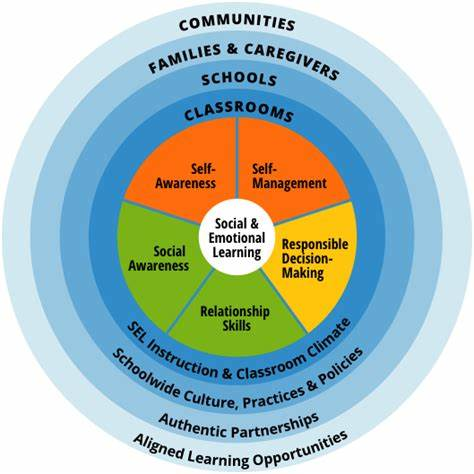 COMMUNITIES
FAMILIES & CAREGIVERS
SCHOOLS
CLASSROOMS
Self-
Awareness
Self-
Management
Social &
Emotional
Learning
Social
Awareness
Responsible
Decision-
Making
Relationship
Skills
SEL Instruction & Classroom Climate
Schoolwide Culture, Practices & Policies
Authentic Partnerships
Aligned Learning Opportunities